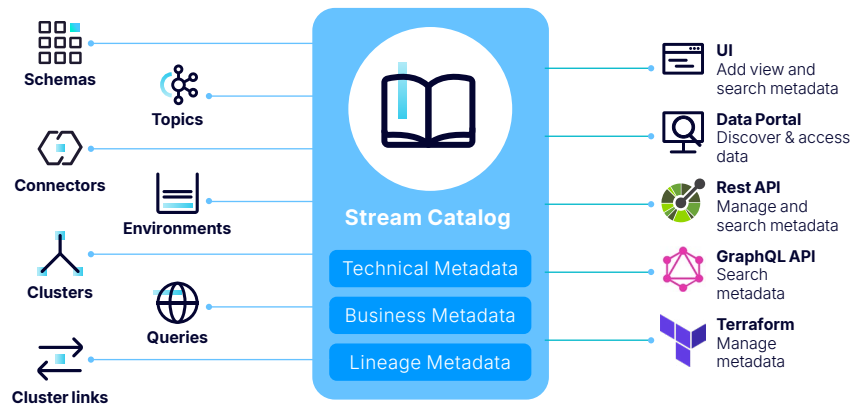 Schemas
Topics
Connectors
Environments
Clusters
Queries
Cluster links
Stream Catalog
Technical Metadata
Business Metadata
Lineage Metadata
UI
Add view and
search metadata
Data Portal
Discover & access
data
Rest API
Manage and
search metadata
GraphQL API
Search
metadata
Terraform
Manage
metadata